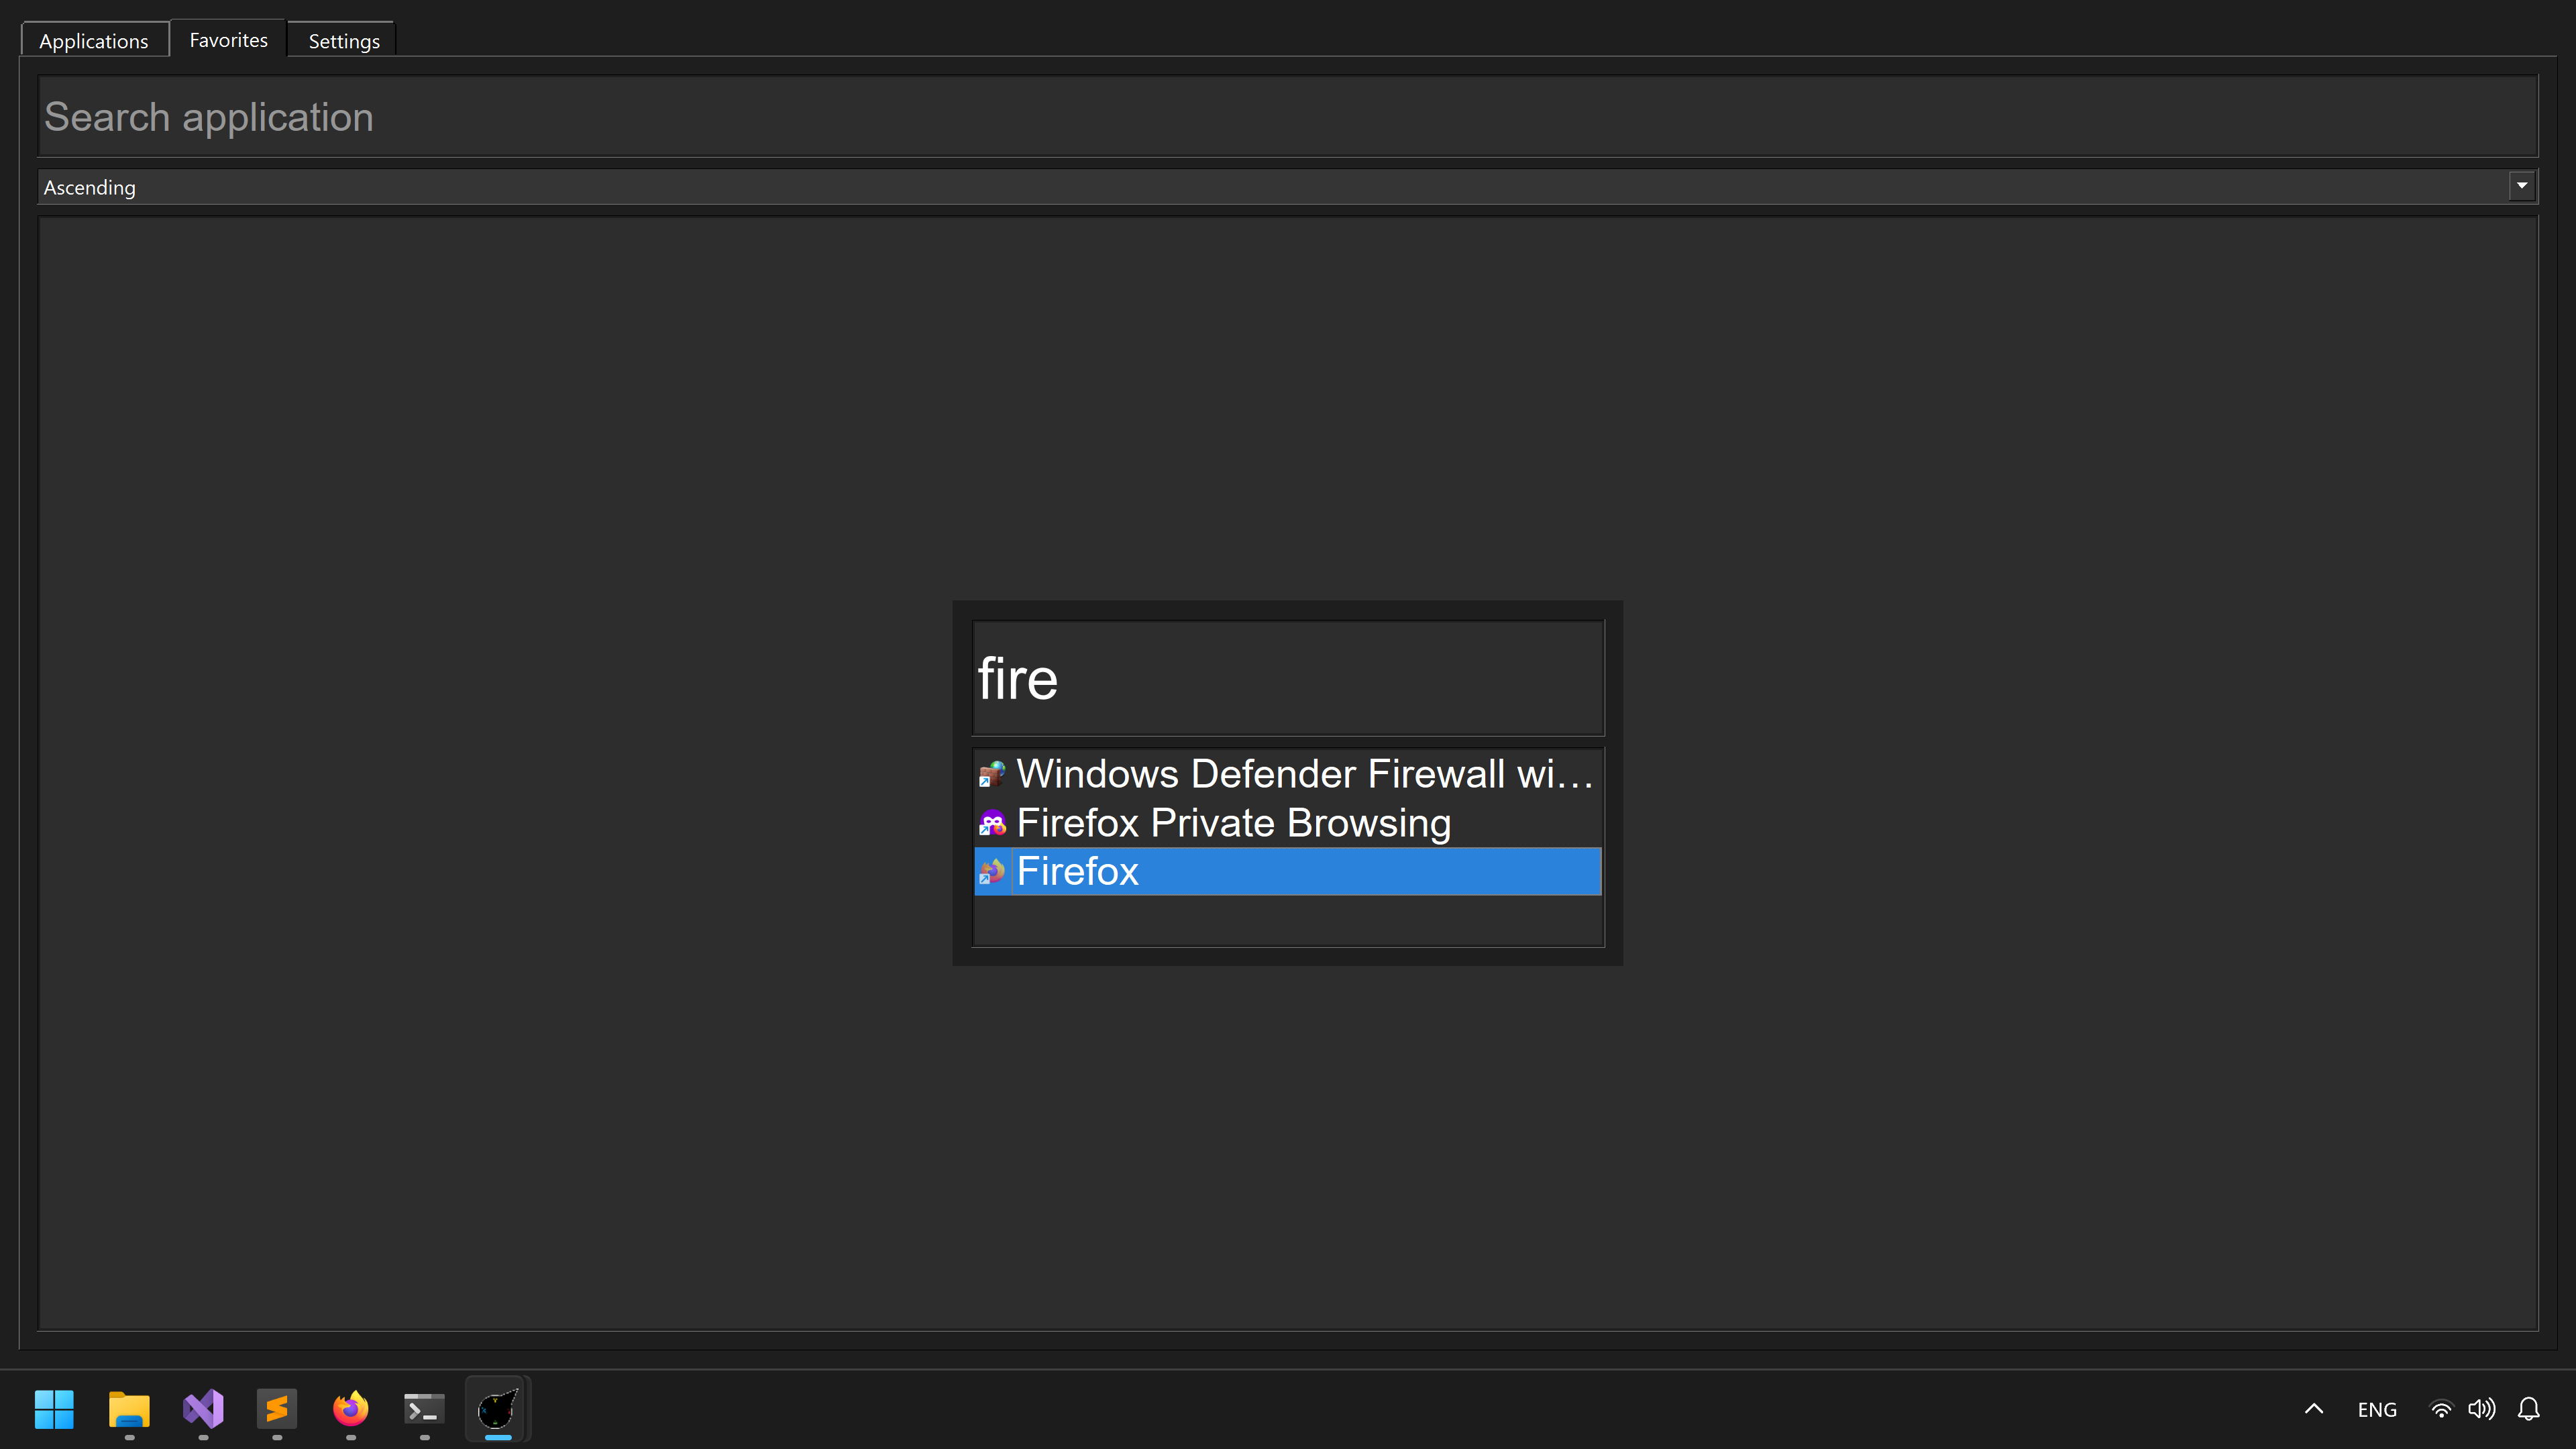 Applications Favorites Settings
Search application
Ascending
fire
Windows Defender Firewall wi...
Firefox Private Browsing
Firefox
ENG